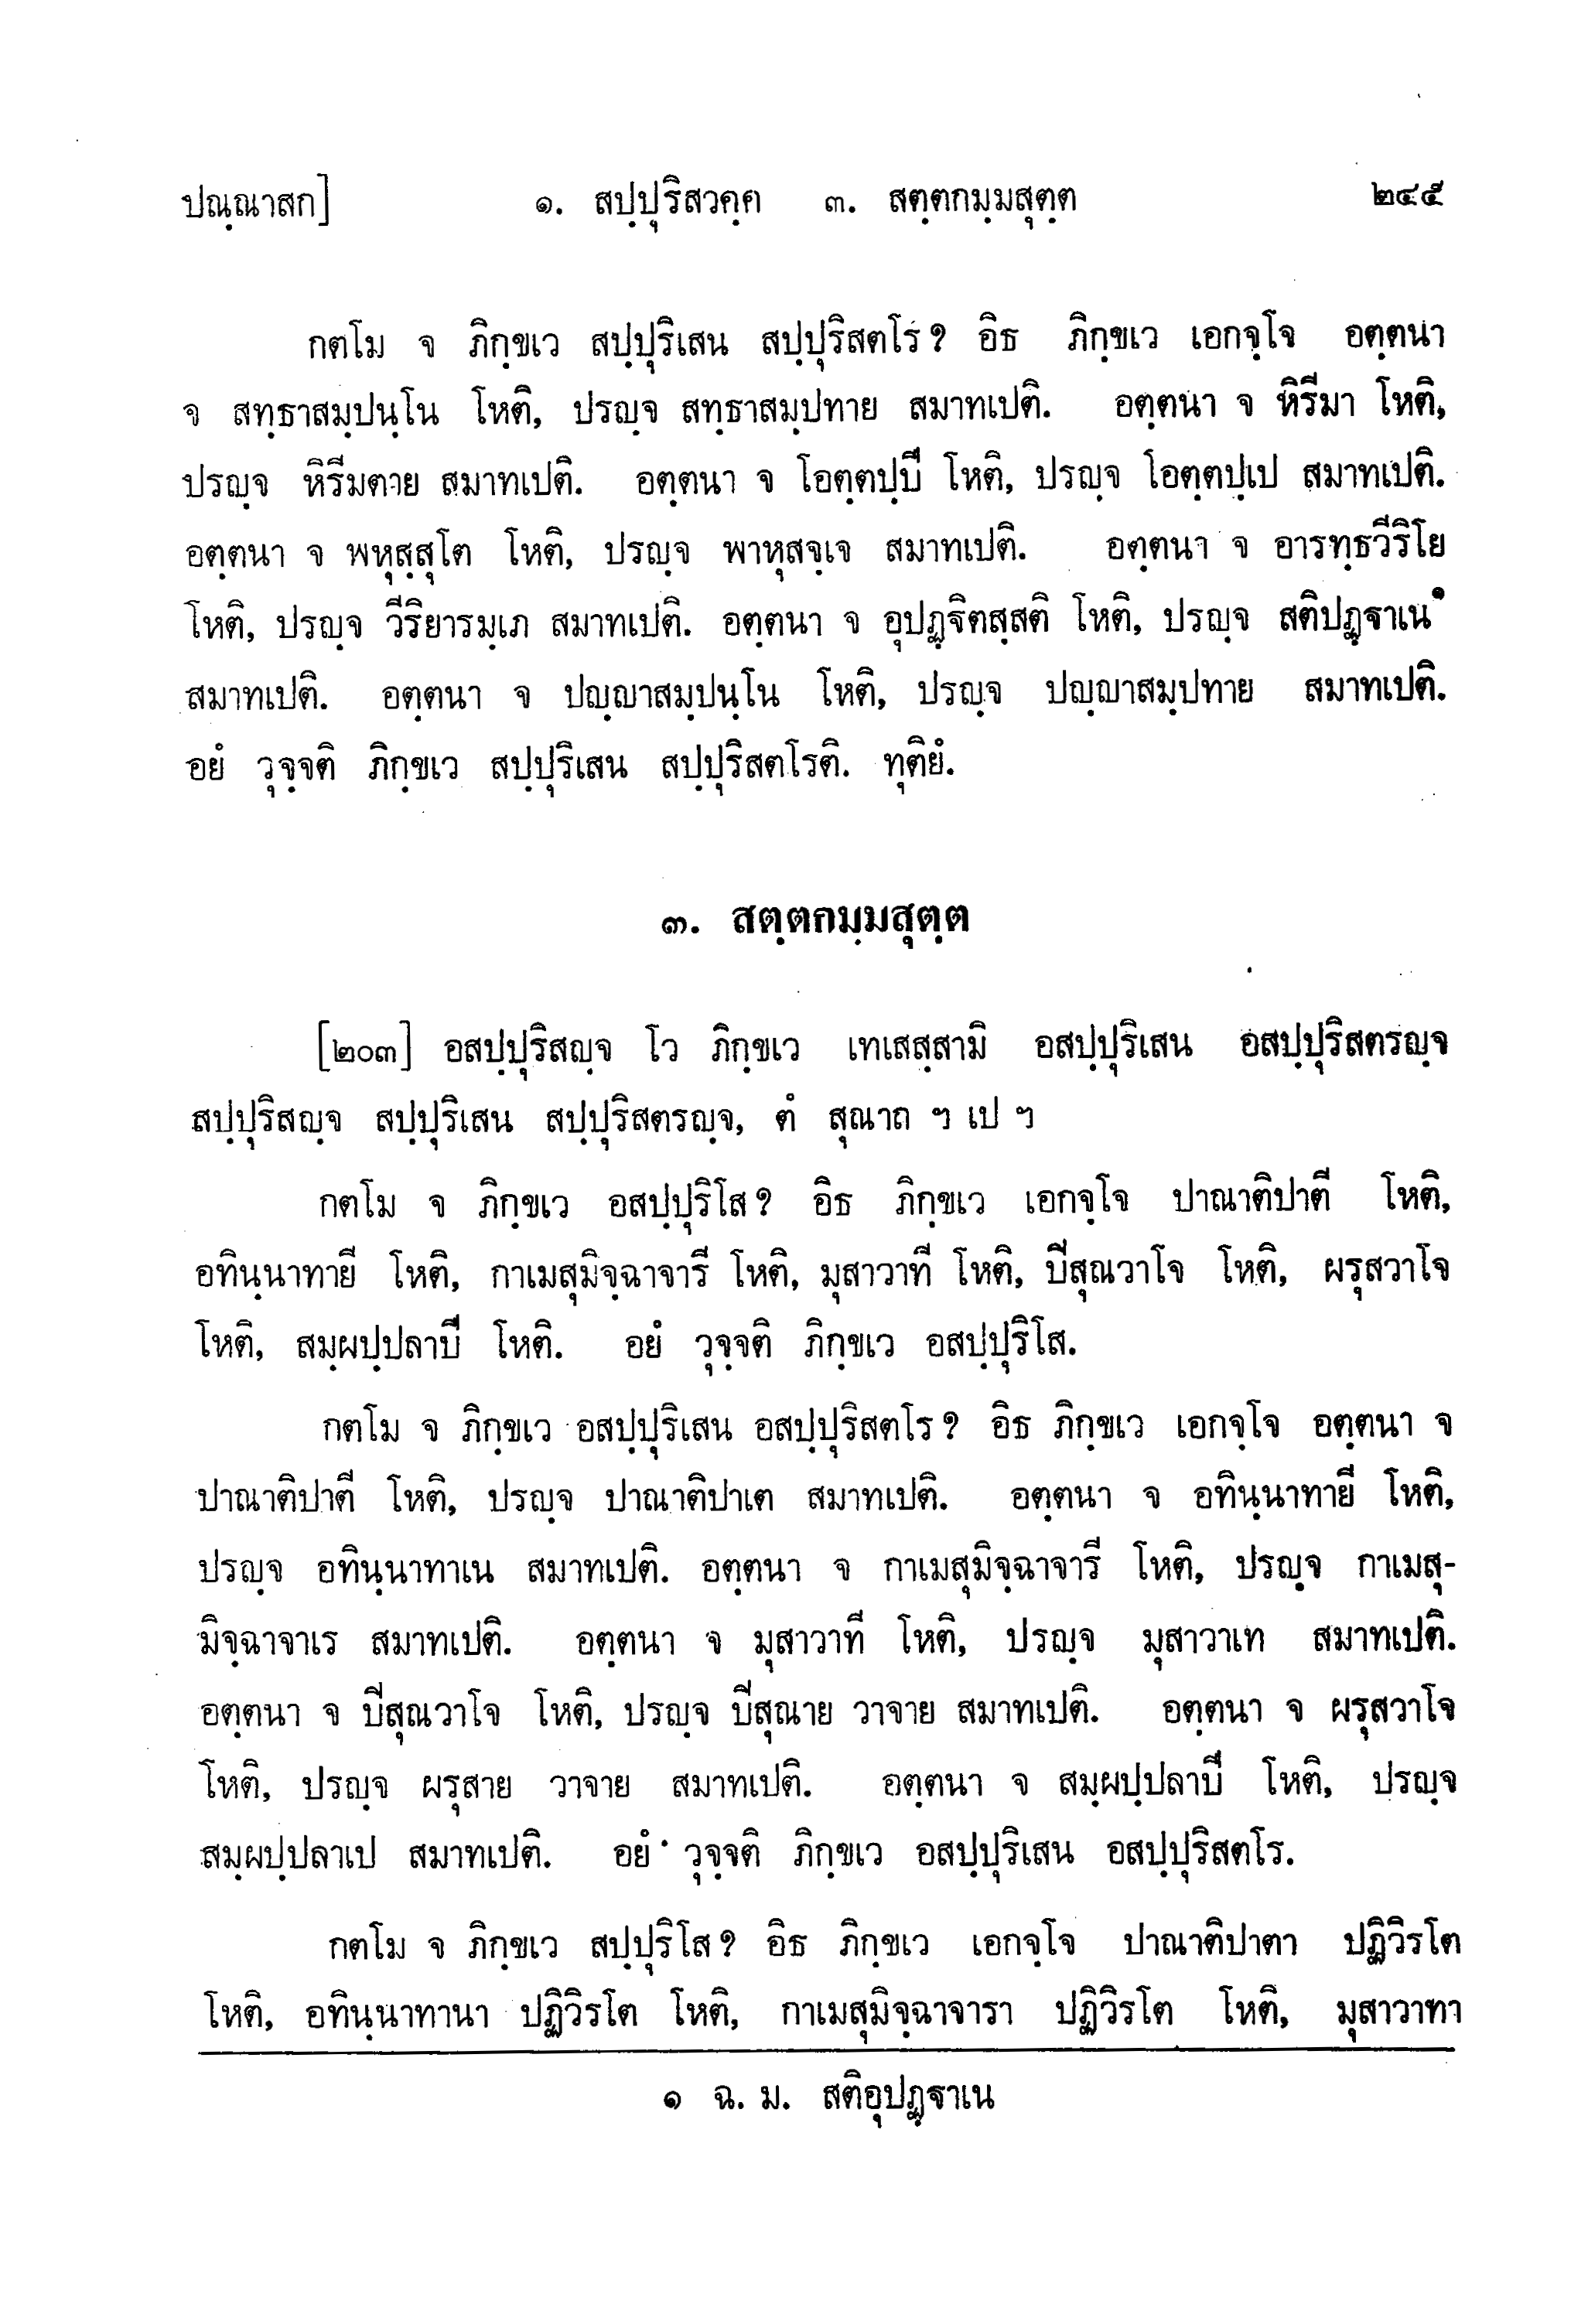 ปณฺณาสก] ๑. สปฺปุริสวคฺค ๓. สตฺตกมฺมสุตฺต ๒๔๕
กตโม จ ภิกฺขเว สปฺปุริเสน สปฺปุริสตโร ? อิธ ภิกฺขเว เอกจฺโจ อตฺตนา
จ สทฺธาสมฺปนฺโน โหติ, ปรญฺจ สทฺธาสมฺปทาย สมาทเปติ. อตฺตนา จ หิรีมา โหติ,
ปรญฺจ หิรีมตาย สมาทเปติ. อตฺตนา จ โอตฺตปฺปี โหติ, ปรญฺจ โอตฺตปฺเป สมาทเปติ.
อตฺตนา จ พหุสฺสุโต โหติ, ปรญฺจ พาหุสจฺเจ สมาทเปติ. อตฺตนา จ อารทฺธวีริโย
โหติ, ปรญฺจ วีริยารมฺเภ สมาทเปติ. อตฺตนา จ อุปฏฺฐิตสฺสติ โหติ, ปรญฺจ สติปฏฺฐาเน๑
สมาทเปติ. อตฺตนา จ ปญฺญาสมฺปนฺโน โหติ, ปรญฺจ ปญฺญาสมฺปทาย สมาทเปติ.
อยํ วุจฺจติ ภิกฺขเว สปฺปุริเสน สปฺปุริสตโรติ. ทุติยํ.
๓. สตฺตกมฺมสุตฺต
[๒๐๓] อสปฺปุริสญฺจ โว ภิกฺขเว เทเสสฺสามิ อสปฺปุริเสน อสปฺปุริสตรญฺจ
สปฺปุริสญฺจ สปฺปุริเสน สปฺปุริสตรญฺจ, ตํ สุณาถ ฯ เป ฯ
กตโม จ ภิกฺขเว อสปฺปุริโส ? อิธ ภิกฺขเว เอกจฺโจ ปาณาติปาตี โหติ,
อทินฺนาทายี โหติ, กาเมสุมิจฺฉาจารี โหติ, มุสาวาที โหติ, ปีสุณวาโจ โหติ, ผรุสวาโจ
โหติ, สมฺผปฺปลาปี โหติ. อยํ วุจฺจติ ภิกฺขเว อสปฺปุริโส.
กตโม จ ภิกฺขเว อสปฺปุริเสน อสปฺปุริสตโร ? อิธ ภิกฺขเว เอกจฺโจ อตฺตนา จ
ปาณาติปาตี โหติ, ปรญฺจ ปาณาติปาเต สมาทเปติ. อตฺตนา จ อทินฺนาทายี โหติ,
ปรญฺจ อทินฺนาทาเน สมาทเปติ. อตฺตนา จ กาเมสุมิจฺฉาจารี โหติ, ปรญฺจ กาเมสุ-
มิจฺฉาจาเร สมาทเปติ. อตฺตนา จ มุสาวาที โหติ, ปรญฺจ มุสาวาเท สมาทเปติ.
อตฺตนา จ ปีสุณวาโจ โหติ, ปรญฺจ ปีสุณาย วาจาย สมาทเปติ. อตฺตนา จ ผรุสวาโจ
โหติ, ปรญฺจ ผรุสาย วาจาย สมาทเปติ. อตฺตนา จ สมฺผปฺปลาปี โหติ, ปรญฺจ
สมฺผปฺปลาเป สมาทเปติ. อยํ วุจฺจติ ภิกฺขเว อสปฺปุริเสน อสปฺปุริสตโร.
กตโม จ ภิกฺขเว สปฺปุริโส ? อิธ ภิกฺขเว เอกจฺโจ ปาณาติปาตา ปฏิวิรโต
โหติ, อทินฺนาทานา ปฏิวิรโต โหติ, กาเมสุมิจฺฉาจารา ปฏิวิรโต โหติ, มุสาวาทา
๑ ฉ. ม. สติอุปฏฺฐาเน